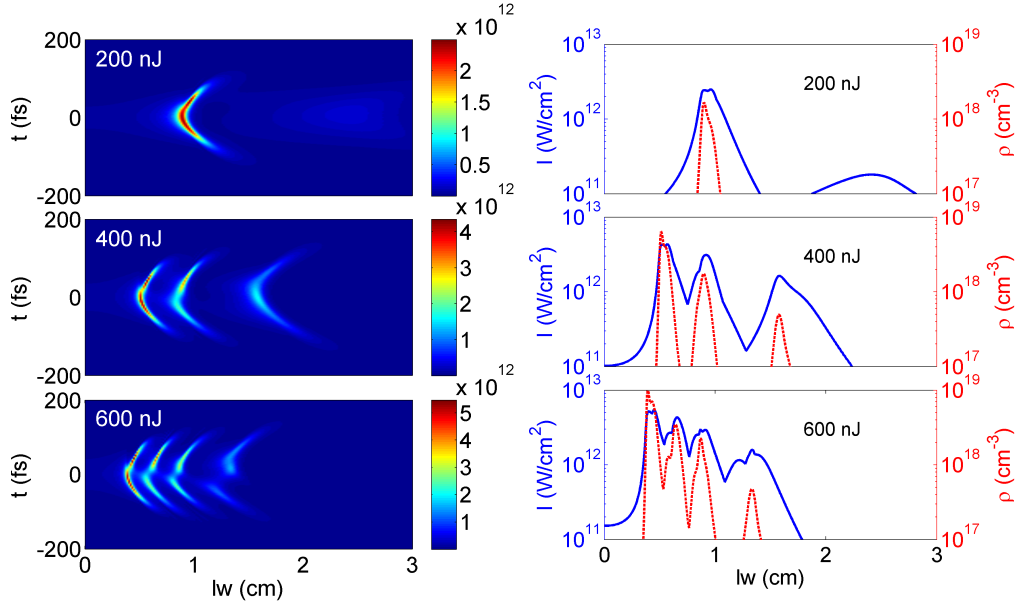 x 10^12
200
200 nJ
t (fs)
0
-200
2
1.5
1
0.5
x 10^12
200
400 nJ
t (fs)
0
-200
4
3
2
1
x 10^12
200
600 nJ
t (fs)
0
-200
5
4
3
2
1
0
1
2
3
lw (cm)
10^13
10^12
10^11
I (W/cm^2)
200 nJ
10^19
10^18
10^17
ρ (cm^-3)
10^13
10^12
10^11
I (W/cm^2)
400 nJ
10^19
10^18
10^17
ρ (cm^-3)
10^13
10^12
10^11
I (W/cm^2)
600 nJ
10^19
10^18
10^17
ρ (cm^-3)
0
1
2
3
lw (cm)